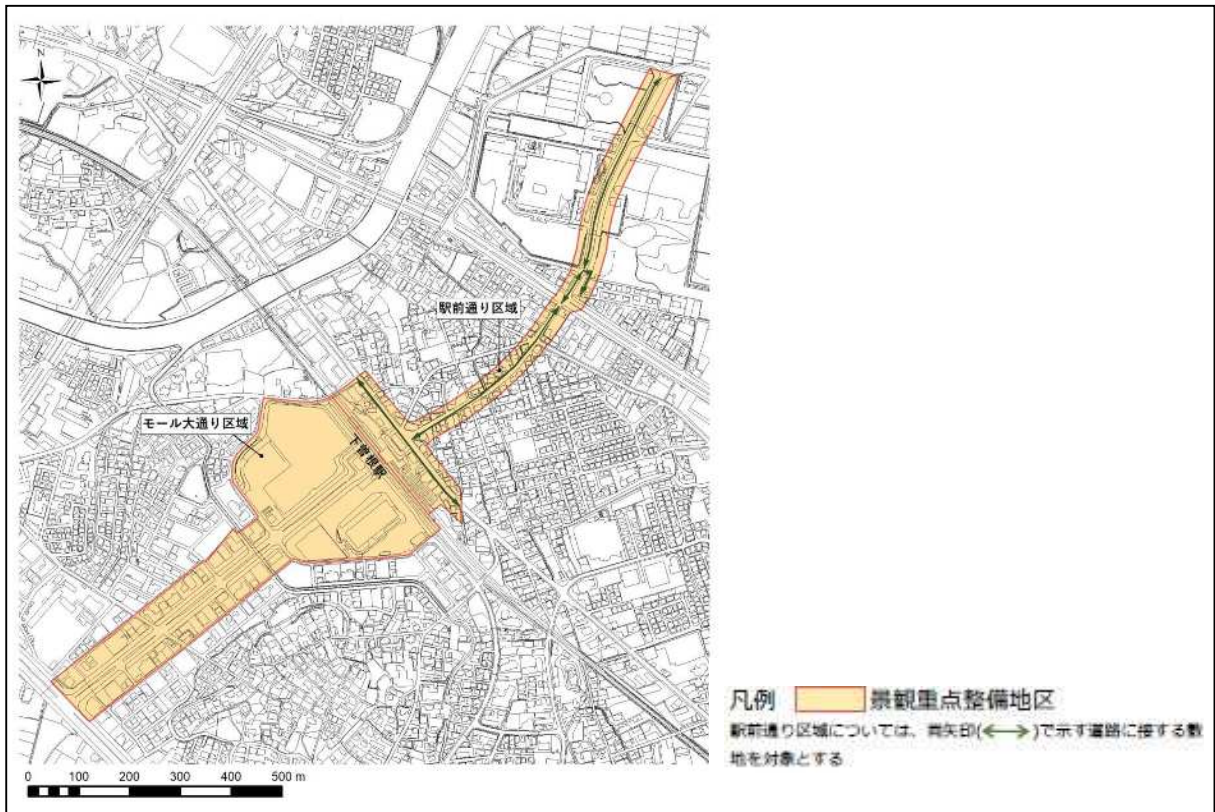 N
駅前通り区域
モール大通り区域
下曽根駅
凡例 景観重点整備地区
駅前通り区域については、両矢印(⟷)で示す道路に接する敷
地を対象とする
0 100 200 300 400 500 m